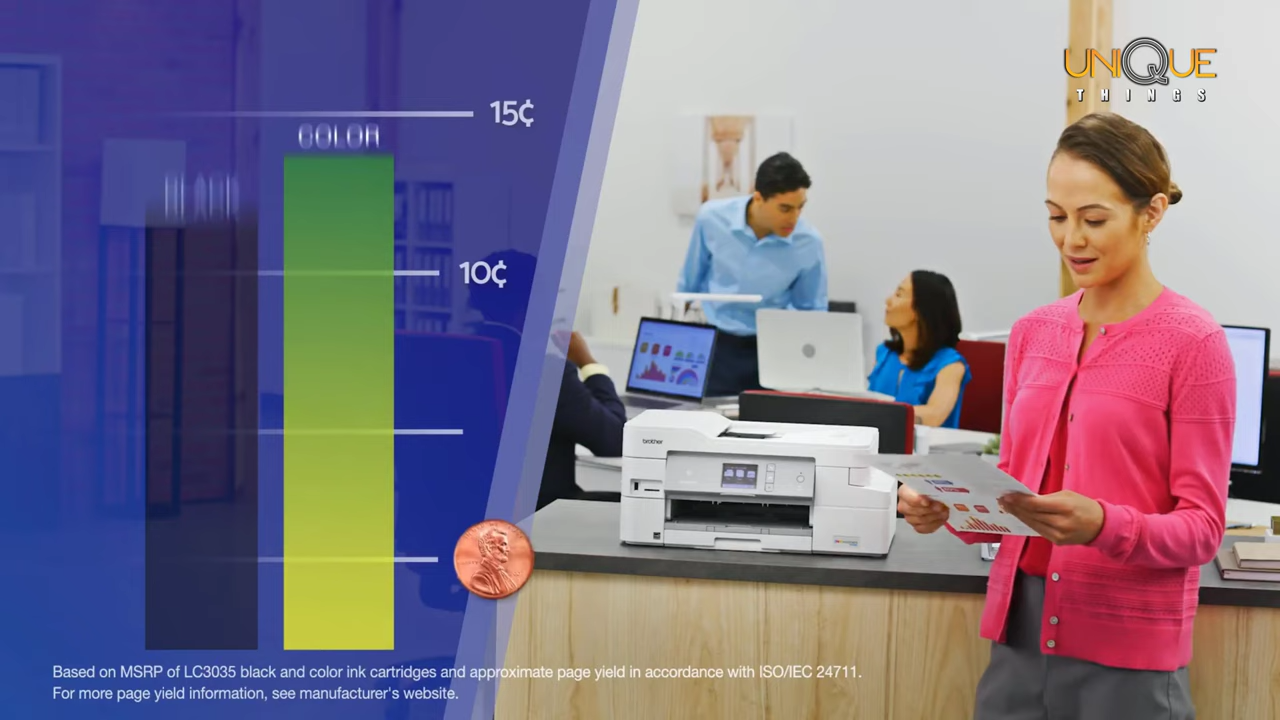 UNIQUE
THINGS
15¢
COLOR
10¢
brother
Based on MSRP of LC3035 black and color ink cartridges and approximate page yield in accordance with ISO/IEC 24711.
For more page yield information, see manufacturer's website.